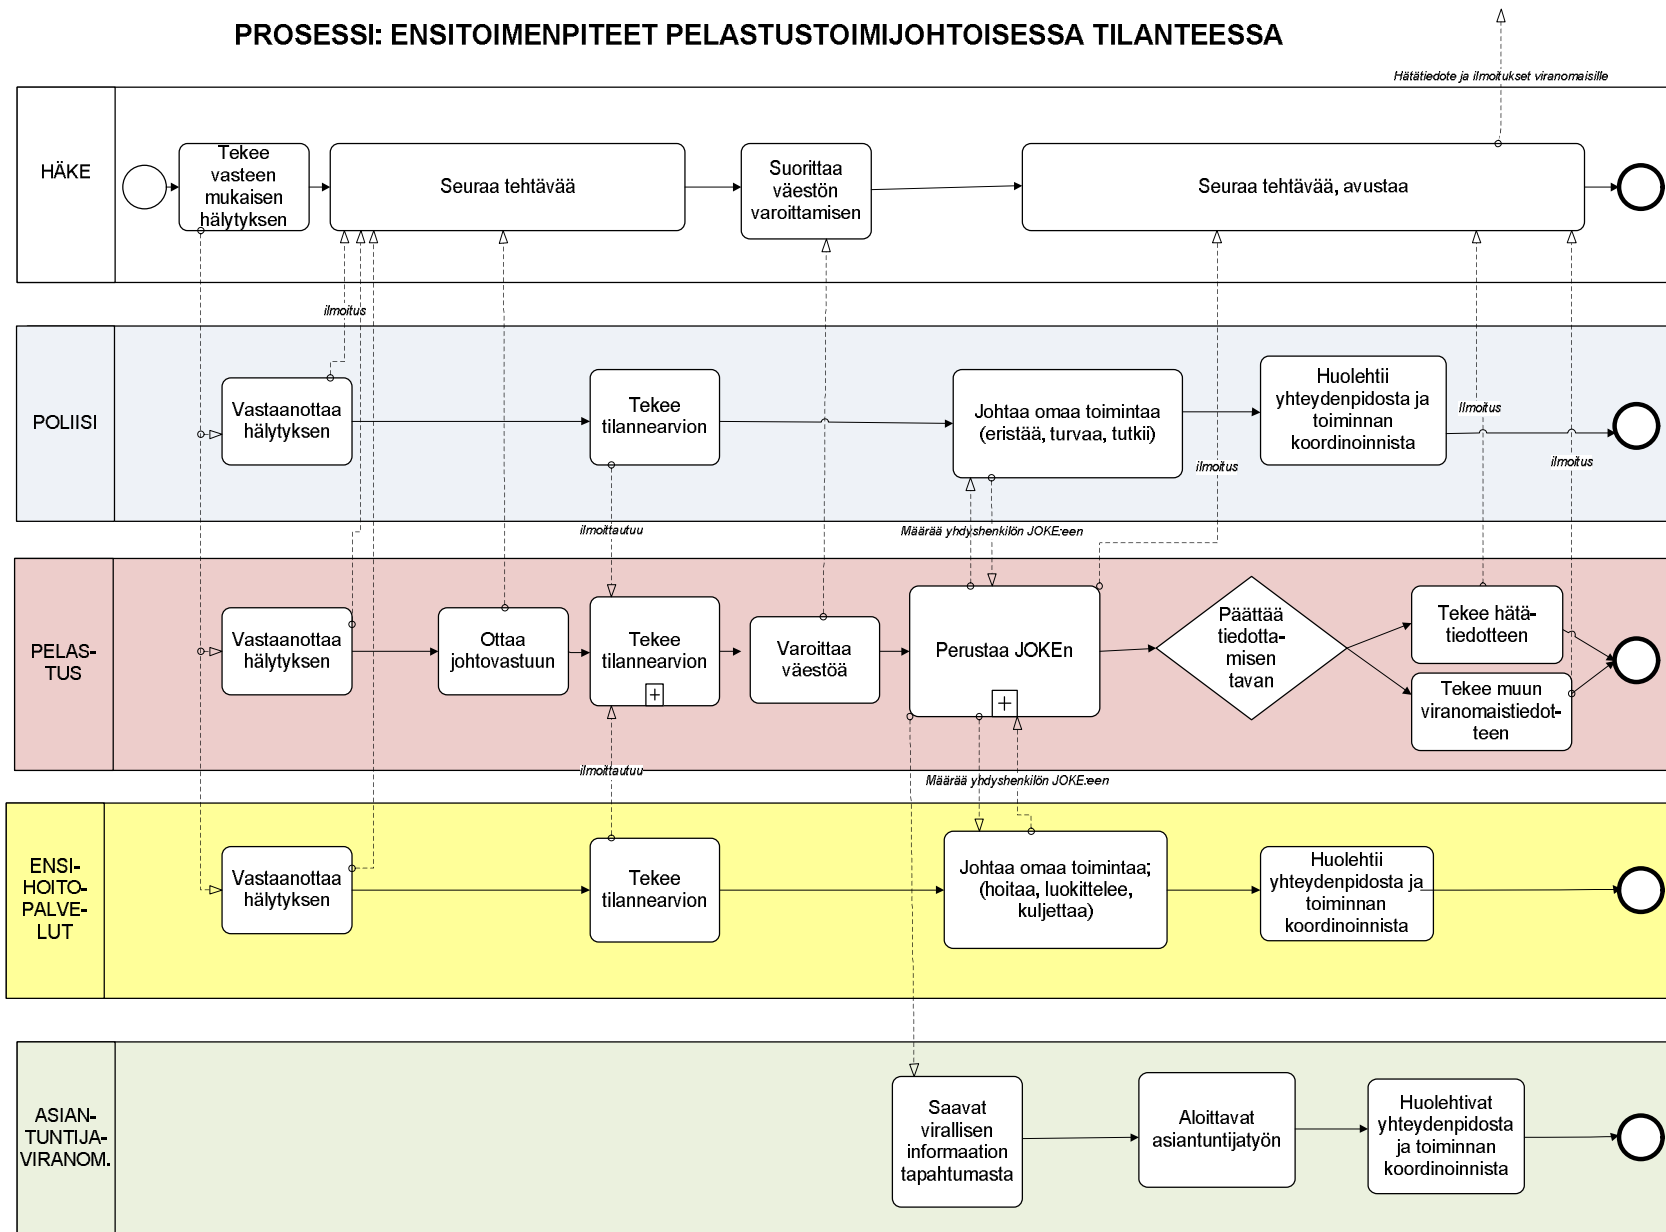 PROSESSI: ENSITOIMENPITEET PELASTUSTOIMIJOHTOISESSA TILANTEESSA
Hätätiedote ja ilmoitukset viranomaisille
HÄKE
Tekee
vasteen
mukaisen
hälytyksen
Seuraa tehtävää
Suorittaa
väestön
varoittamisen
Seuraa tehtävää, avustaa
ilmoitus
POLIISI
Vastaanottaa
hälytyksen
Tekee
tilannearvion
Johtaa omaa toimintaa
(eristää, turvaa, tutkii)
Huolehtii
yhteydenpidosta ja
toiminnan
koordinoinnista
ilmoitus
Ilmoitus
ilmoitus
ilmoittautuu
Määrää yhdyshenkilön JOKE:een
PELAS-
TUS
Vastaanottaa
hälytyksen
Ottaa
johtovastuun
Tekee
tilannearvion
Varoittaa
väestöä
Perustaa JOKEn
Päättää
tiedotta-
misen
tavan
Tekee hätä-
tiedotteen
Tekee muun
viranomaistiedot-
teen
ilmoittautuu
Määrää yhdyshenkilön JOKE:een
ENSI-
HOITO-
PALVE-
LUT
Vastaanottaa
hälytyksen
Tekee
tilannearvion
Johtaa omaa toimintaa;
(hoitaa, luokittelee,
kuljettaa)
Huolehtii
yhteydenpidosta ja
toiminnan
koordinoinnista
ASIAN-
TUNTIJA-
VIRANOM.
Saavat
virallisen
informaation
tapahtumasta
Aloittavat
asiantuntijatyön
Huolehtivat
yhteydenpidosta
ja toiminnan
koordinoinnista